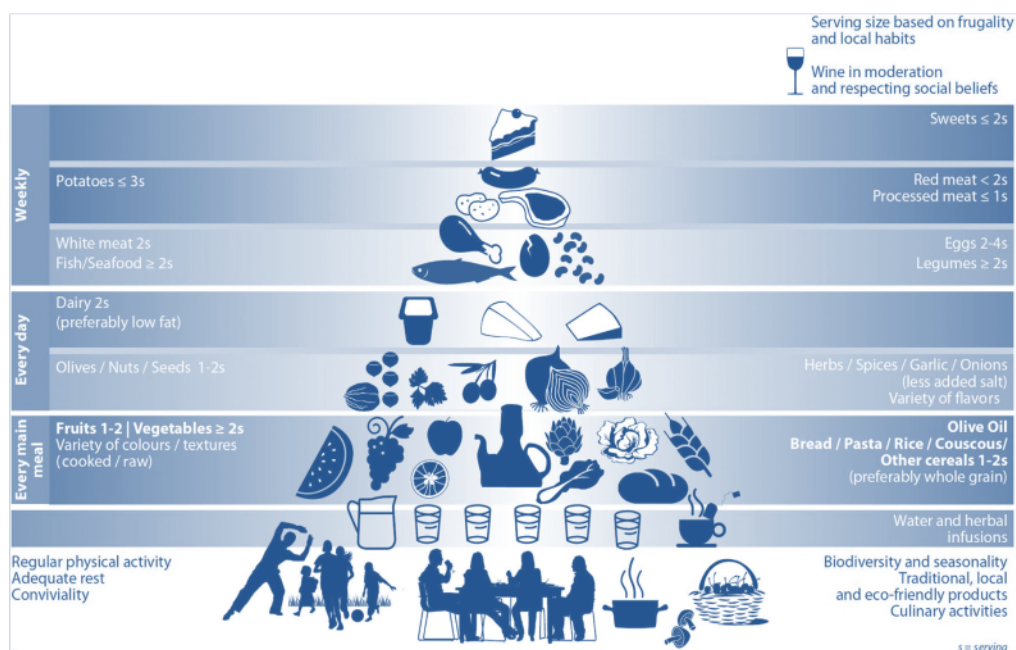 Serving size based on frugality
and local habits
Wine in moderation
and respecting social beliefs
Weekly
Sweets ≤ 2s
Potatoes ≤ 3s
Red meat < 2s
Processed meat ≤ 1s
White meat 2s
Fish/Seafood ≥ 2s
Eggs 2-4s
Legumes ≥ 2s
Every day
Dairy 2s
(preferably low fat)
Olives / Nuts / Seeds 1-2s
Herbs / Spices / Garlic / Onions
(less added salt)
Variety of flavors
Every main
meal
Fruits 1-2 | Vegetables ≥ 2s
Variety of colours / textures
(cooked / raw)
Olive Oil
Bread / Pasta / Rice / Couscous/
Other cereals 1-2s
(preferably whole grain)
Water and herbal
infusions
Regular physical activity
Adequate rest
Conviviality
Biodiversity and seasonality
Traditional, local
and eco-friendly products
Culinary activities
s = serving